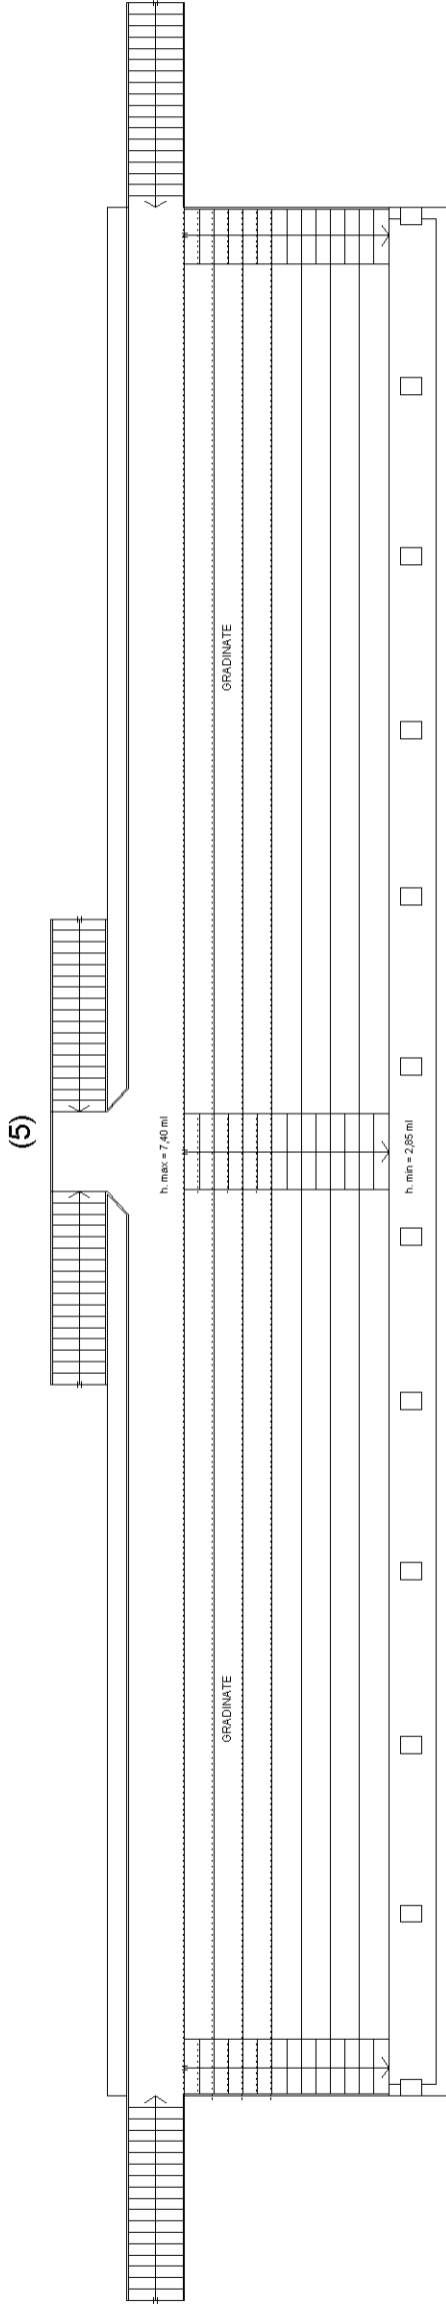 (5)
GRADINATE
GRADINATE
h. max = 7,40 ml
h. min = 2,85 ml